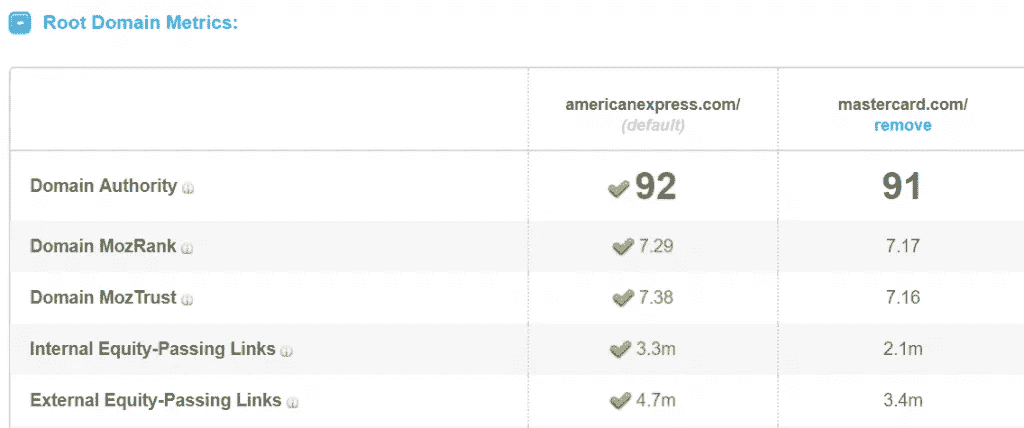 Root Domain Metrics:
americanexpress.com/ mastercard.com/
(default) remove
Domain Authority 92 91
Domain MozRank 7.29 7.17
Domain MozTrust 7.38 7.16
Internal Equity-Passing Links 3.3m 2.1m
External Equity-Passing Links 4.7m 3.4m